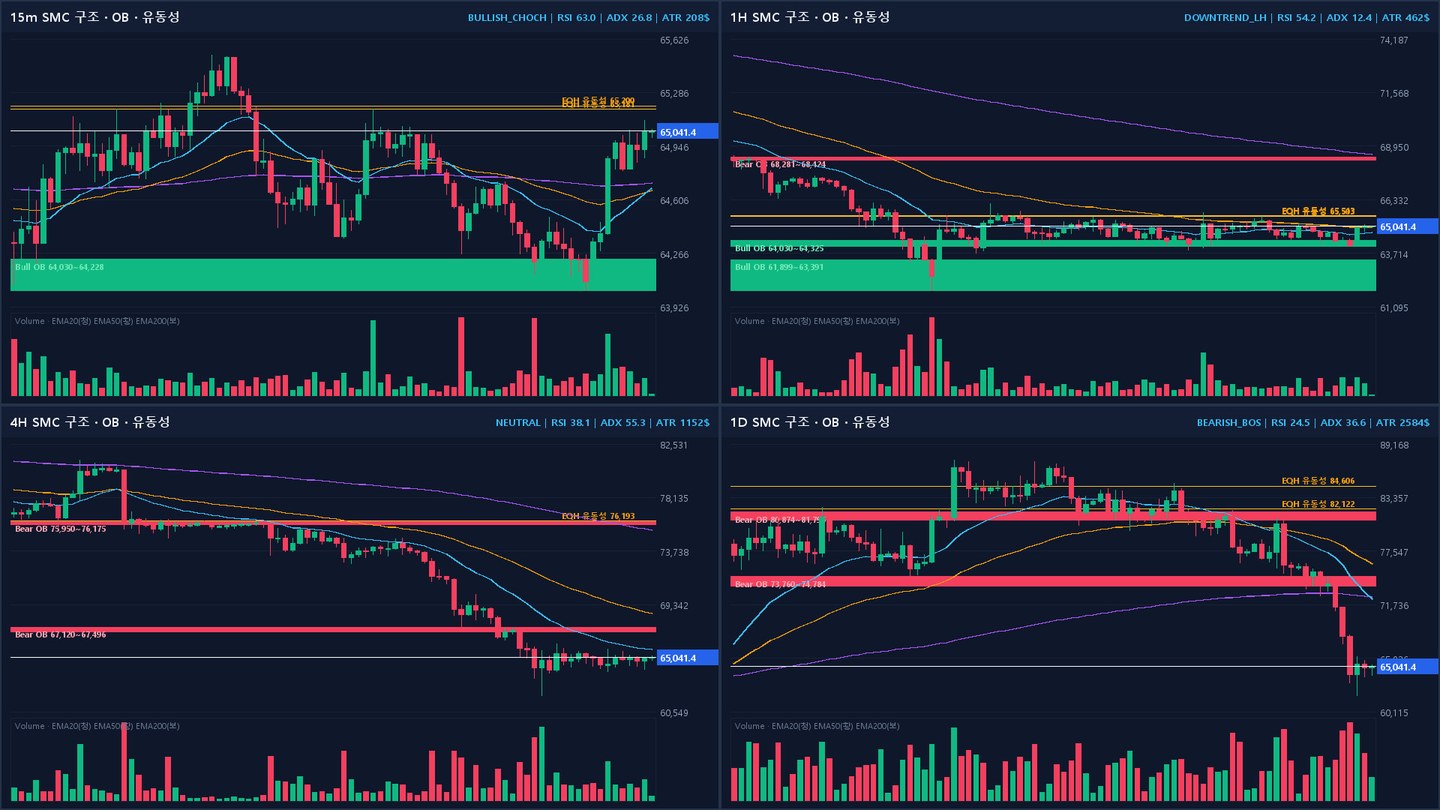 15m SMC 구조 · OB · 유동성
BULLISH_CHOCH | RSI 63.0 | ADX 26.8 | ATR 208$
65,626
65,286
EQH 유동성
65,041.4
64,946
64,606
64,266
Bull OB 64,030~64,228
63,926
Volume · EMA20(청) EMA50(황) EMA200(보)
1H SMC 구조 · OB · 유동성
DOWNTREND_LH | RSI 54.2 | ADX 12.4 | ATR 462$
74,187
71,568
68,950
Bear 68,281~68,424
66,332
EQH 유동성
65,041.4
Bull OB 64,030~64,325
63,714
Bull OB 61,899~63,391
61,095
Volume · EMA20(청) EMA50(황) EMA200(보)
4H SMC 구조 · OB · 유동성
NEUTRAL | RSI 38.1 | ADX 55.3 | ATR 1152$
82,531
78,135
EQH 유동성 76,193
Bear OB 75,950~76,175
73,738
69,342
Bear OB 67,120~67,496
65,041.4
60,549
Volume · EMA20(청) EMA50(황) EMA200(보)
1D SMC 구조 · OB · 유동성
BEARISH_BOS | RSI 24.5 | ADX 36.6 | ATR 2584$
89,168
EQH 유동성 84,606
83,357
EQH 유동성 82,122
Bear OB
77,547
Bear OB 73,760~74,784
71,736
65,041.4
60,115
Volume · EMA20(청) EMA50(황) EMA200(보)